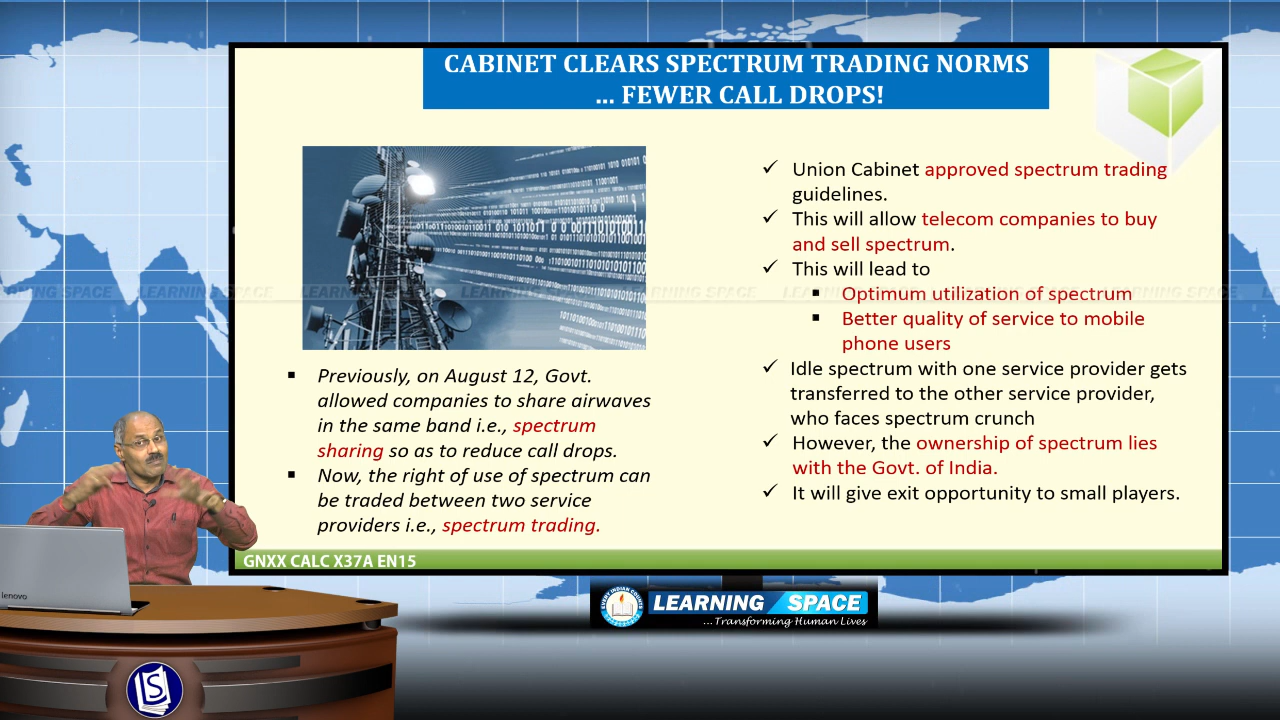 CABINET CLEARS SPECTRUM TRADING NORMS
... FEWER CALL DROPS!
Previously, on August 12, Govt.
allowed companies to share airwaves
in the same band i.e., spectrum
sharing so as to reduce call drops.
Now, the right of use of spectrum can
be traded between two service
providers i.e., spectrum trading.
Union Cabinet approved spectrum trading
guidelines.
This will allow telecom companies to buy
and sell spectrum.
This will lead to
Optimum utilization of spectrum
Better quality of service to mobile
phone users
Idle spectrum with one service provider gets
transferred to the other service provider,
who faces spectrum crunch
However, the ownership of spectrum lies
with the Govt. of India.
It will give exit opportunity to small players.
GNXX CALC X37A EN15
lenovo
EVERY INDIAN COUNTS
LEARNING SPACE
...Transforming Human Lives
LS